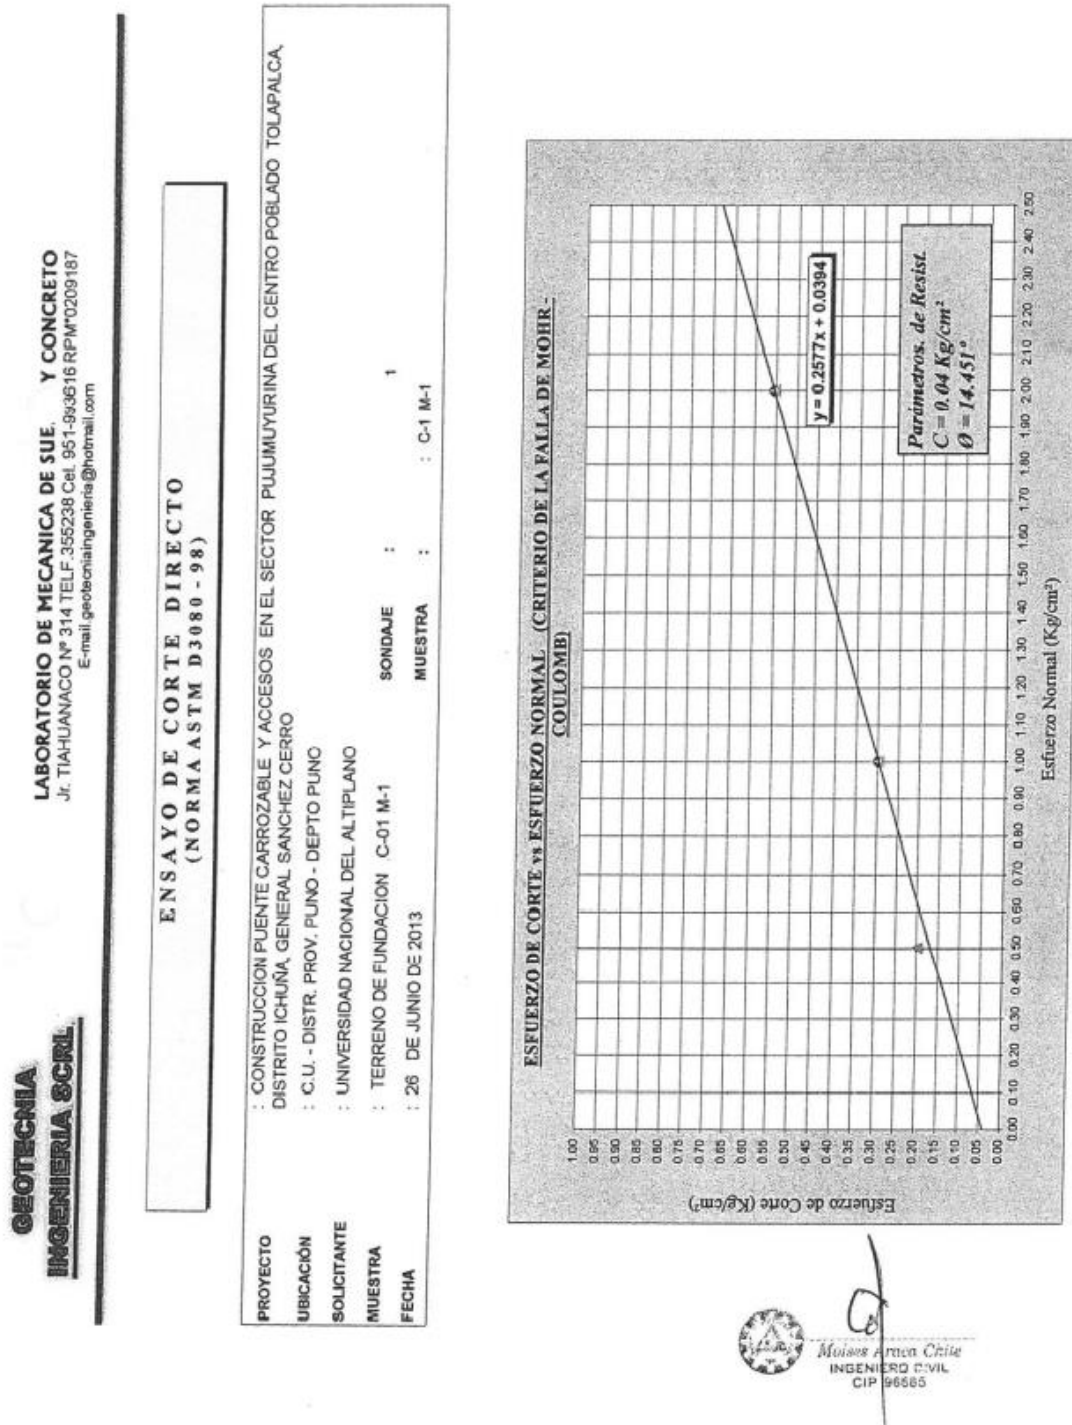 GEOTECNIA
INGENIERIA SCRL.
LABORATORIO DE MECANICA DE SUE. Y CONCRETO
Jr. TIAHUANACO Nº 314 TELF.355238 Cel. 951-993616 RPM*0209187
E-mail.geotecniaingenieria@hotmail.com
ENSAYO DE CORTE DIRECTO
(NORMA ASTM D3080 - 98)
PROYECTO : CONSTRUCCION PUENTE CARROZABLE Y ACCESOS EN EL SECTOR PUJUMUYURINA DEL CENTRO POBLADO TOLAPALCA,
DISTRITO ICHUÑA, GENERAL SANCHEZ CERRO
UBICACIÓN : C.U. - DISTR. PROV. PUNO - DEPTO PUNO
SOLICITANTE : UNIVERSIDAD NACIONAL DEL ALTIPLANO
MUESTRA : TERRENO DE FUNDACION C-01 M-1 SONDAJE : 1
FECHA : 26 DE JUNIO DE 2013 MUESTRA : : C-1 M-1
ESFUERZO DE CORTE vs ESFUERZO NORMAL (CRITERIO DE LA FALLA DE MOHR-
COULOMB)
Esfuerzo de Corte (Kg/cm²)
1.00
0.95
0.90
0.85
0.80
0.75
0.70
0.65
0.60
0.55
0.50
0.45
0.40
0.35
0.30
0.25
0.20
0.15
0.10
0.05
0.00
y = 0.2577x + 0.0394
Parámetros. de Resist.
C = 0.04 Kg/cm²
Ø = 14.451°
0.00 0.10 0.20 0.30 0.40 0.50 0.60 0.70 0.80 0.90 1.00 1.10 1.20 1.30 1.40 1.50 1.60 1.70 1.80 1.90 2.00 2.10 2.20 2.30 2.40 2.50
Esfuerzo Normal (Kg/cm²)
Moises Araca Chile
INGENIERO CIVIL
CIP 96565